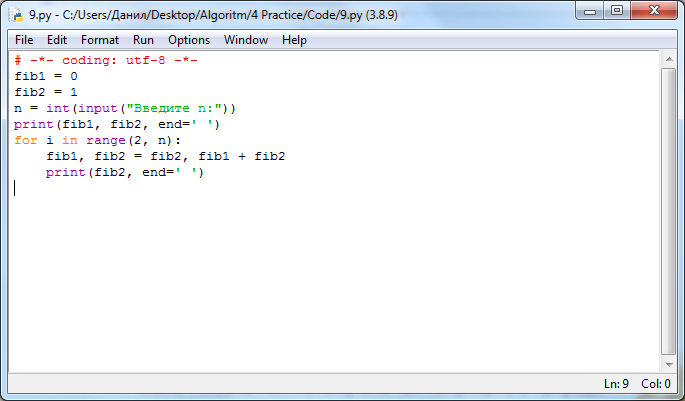 9.py - C:/Users/Данил/Desktop/Algoritm/4 Practice/Code/9.py (3.8.9)
File Edit Format Run Options Window Help
# -*- coding: utf-8 -*-
fib1 = 0
fib2 = 1
n = int(input("Введите n:"))
print(fib1, fib2, end=' ')
for i in range(2, n):
    fib1, fib2 = fib2, fib1 + fib2
    print(fib2, end=' ')
Ln: 9 Col: 0